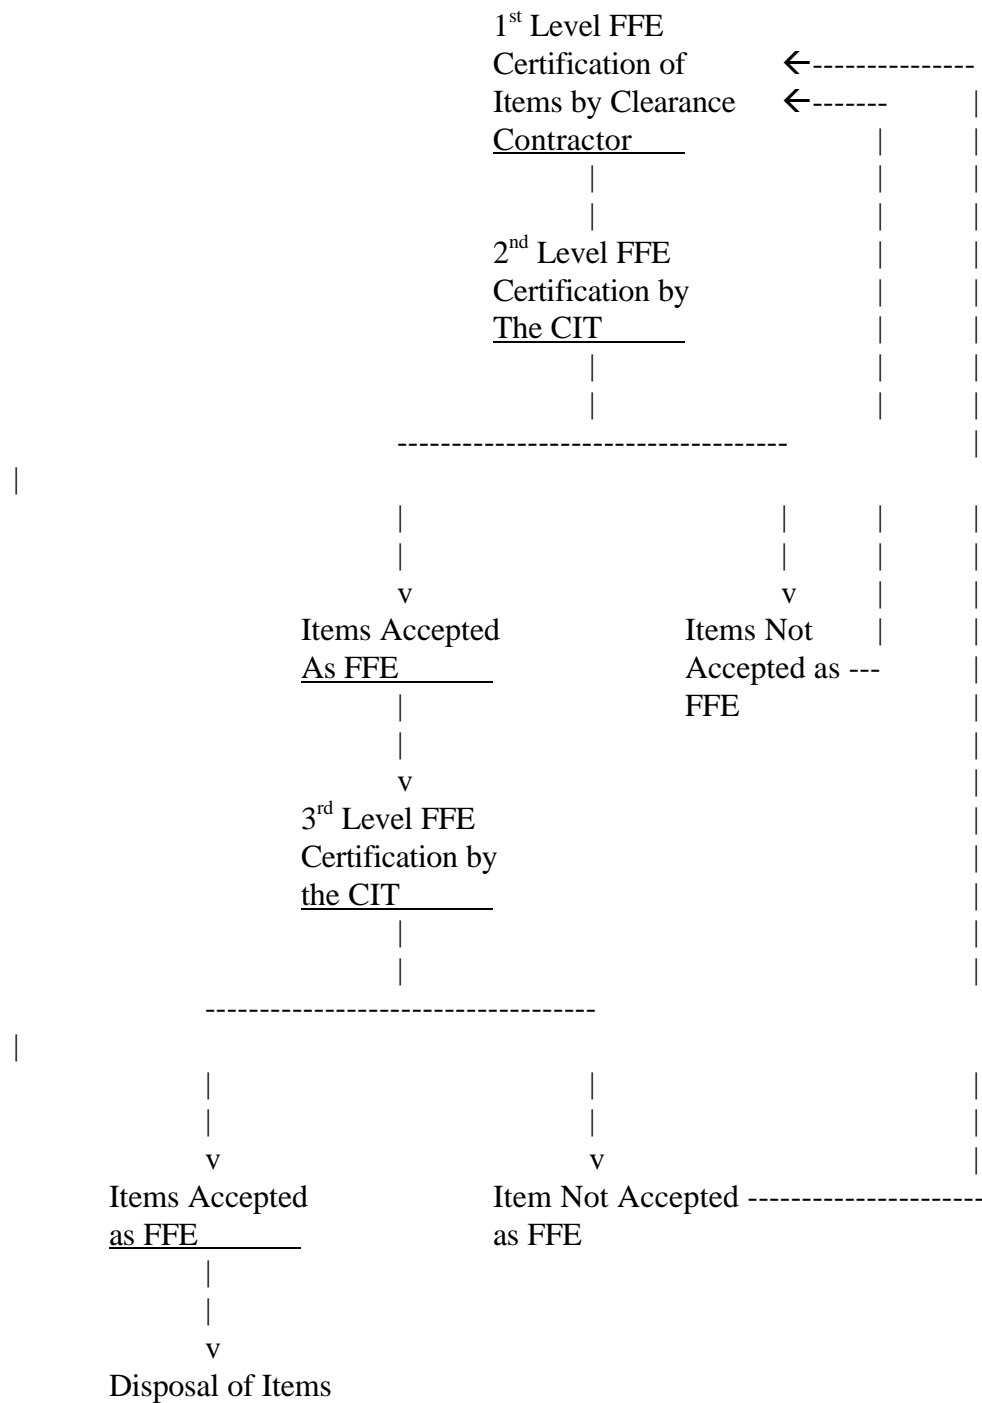 1st Level FFE
Certification of
Items by Clearance
Contractor
2nd Level FFE
Certification by
The CIT
Items Accepted
As FFE
Items Not
Accepted as
FFE
3rd Level FFE
Certification by
the CIT
Items Accepted
as FFE
Item Not Accepted
as FFE
Disposal of Items